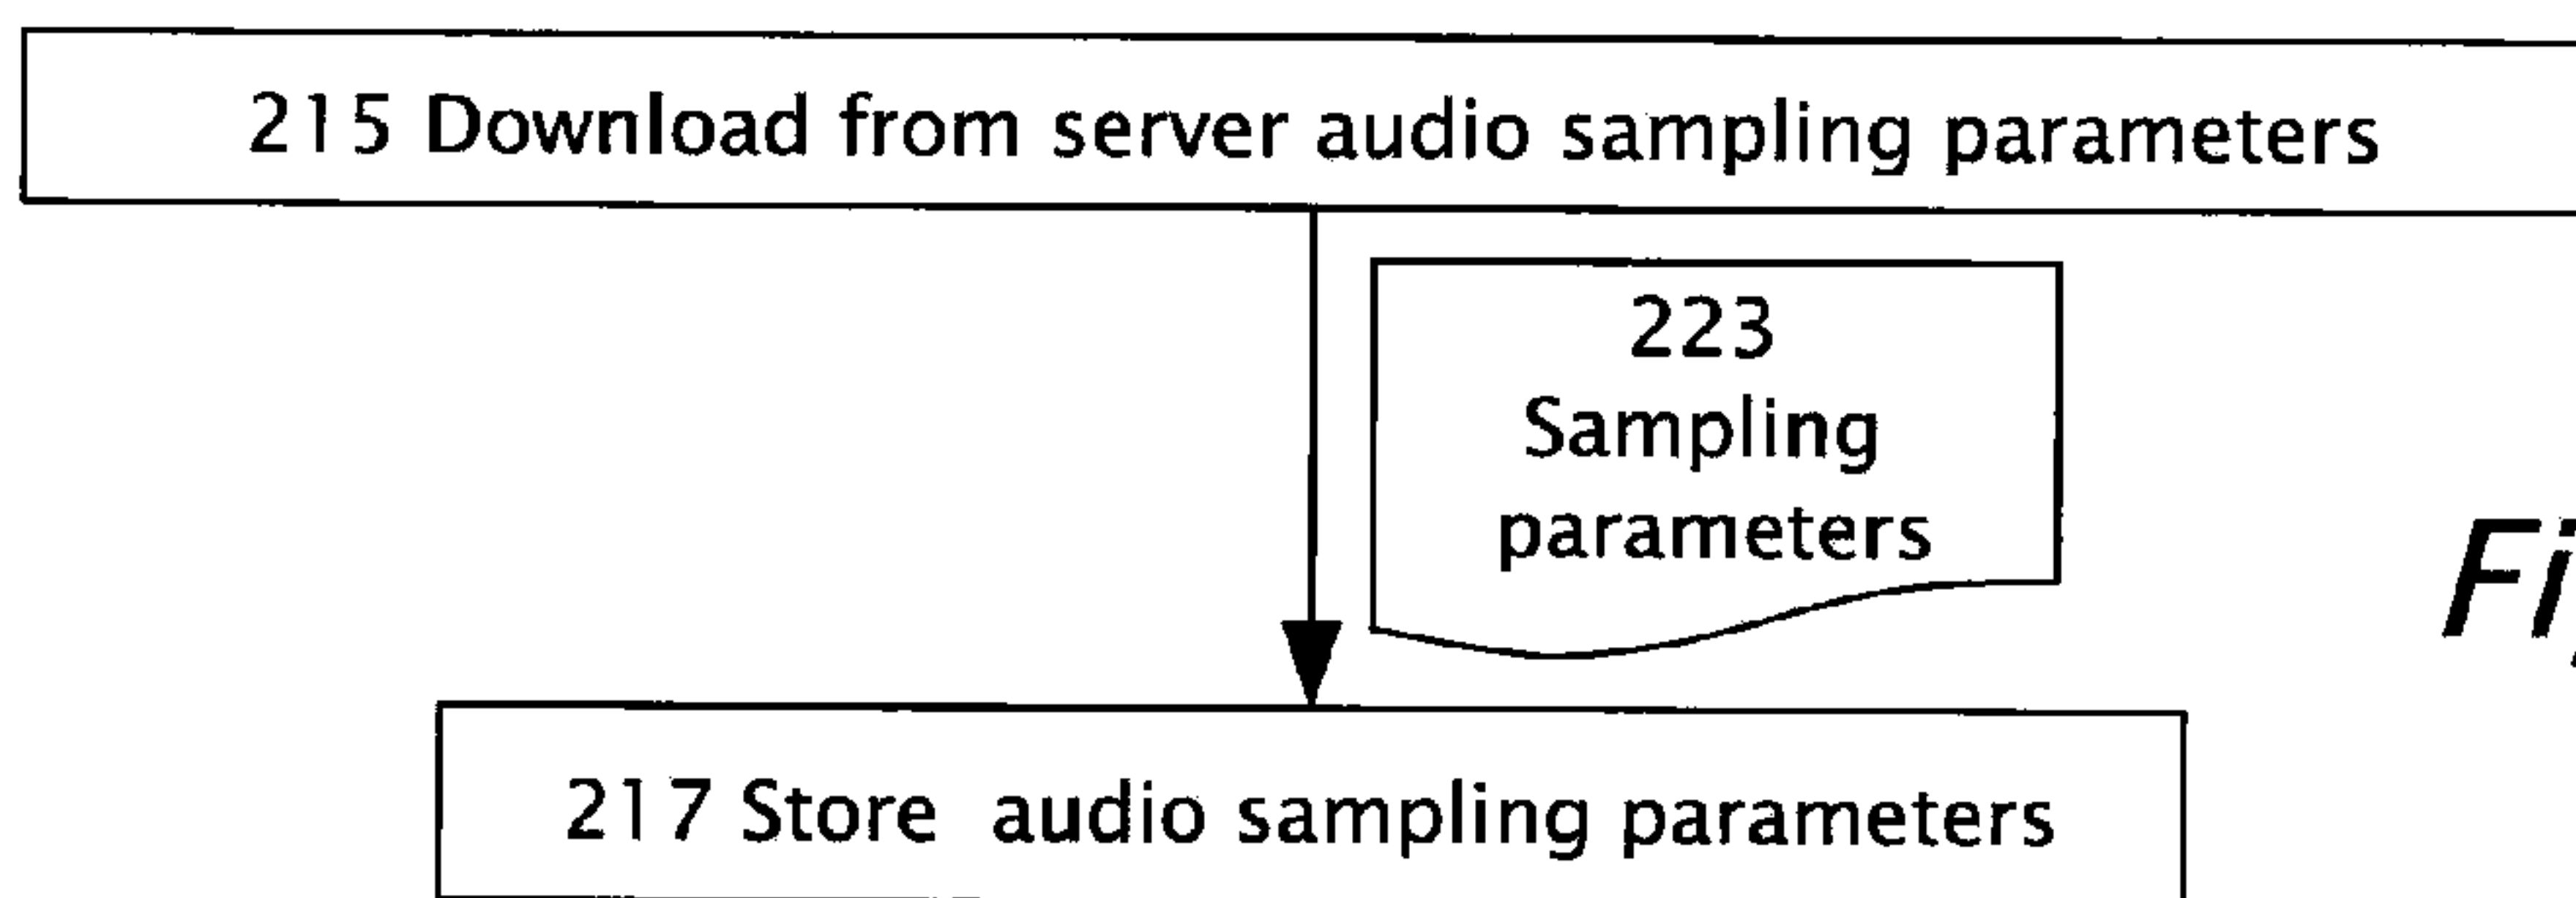 215 Download from server audio sampling parameters
223
Sampling
parameters
217 Store audio sampling parameters